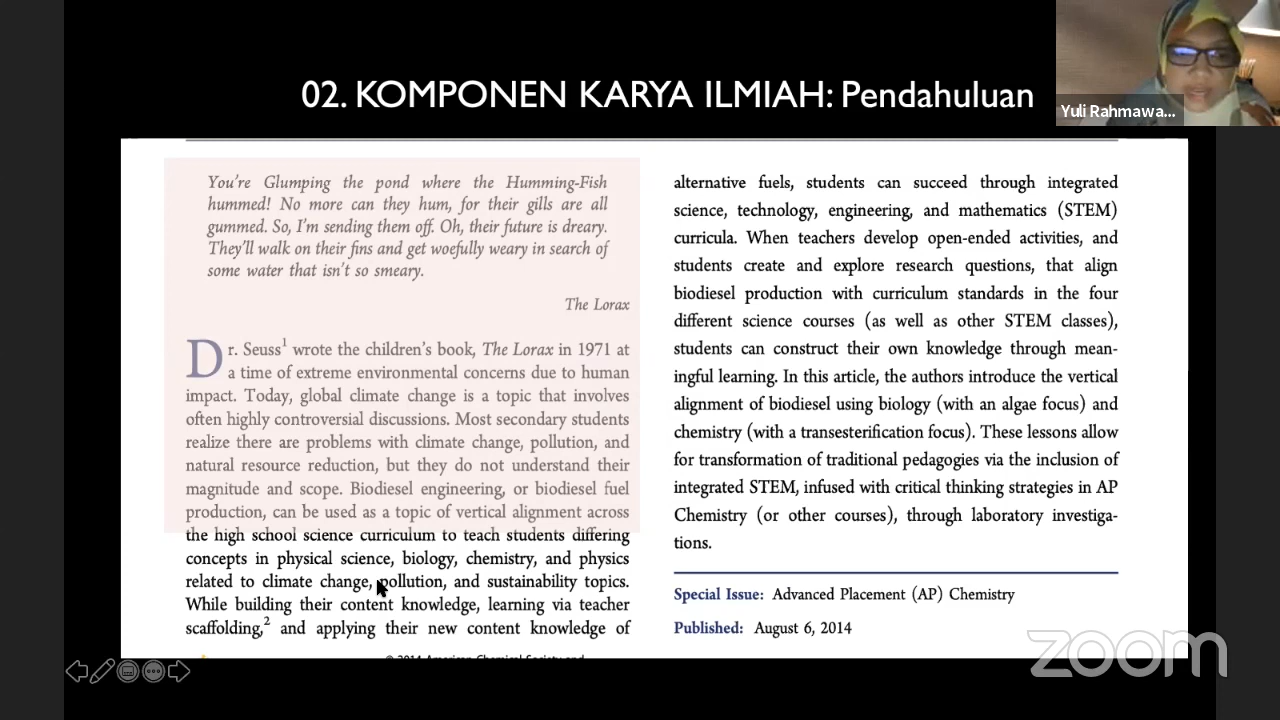 02. KOMPONEN KARYA ILMIAH: Pendahuluan
Yuli Rahmawa...
You're Glumping the pond where the Humming-Fish
hummed! No more can they hum, for their gills are all
gummed. So, I'm sending them off. Oh, their future is dreary.
They'll walk on their fins and get woefully weary in search of
some water that isn't so smeary.
The Lorax
Dr. Seuss1 wrote the children's book, The Lorax in 1971 at
a time of extreme environmental concerns due to human
impact. Today, global climate change is a topic that involves
often highly controversial discussions. Most secondary students
realize there are problems with climate change, pollution, and
natural resource reduction, but they do not understand their
magnitude and scope. Biodiesel engineering, or biodiesel fuel
production, can be used as a topic of vertical alignment across
the high school science curriculum to teach students differing
concepts in physical science, biology, chemistry, and physics
related to climate change, pollution, and sustainability topics.
While building their content knowledge, learning via teacher
scaffolding,2 and applying their new content knowledge of
alternative fuels, students can succeed through integrated
science, technology, engineering, and mathematics (STEM)
curricula. When teachers develop open-ended activities, and
students create and explore research questions, that align
biodiesel production with curriculum standards in the four
different science courses (as well as other STEM classes),
students can construct their own knowledge through mean-
ingful learning. In this article, the authors introduce the vertical
alignment of biodiesel using biology (with an algae focus) and
chemistry (with a transesterification focus). These lessons allow
for transformation of traditional pedagogies via the inclusion of
integrated STEM, infused with critical thinking strategies in AP
Chemistry (or other courses), through laboratory investiga-
tions.
Special Issue: Advanced Placement (AP) Chemistry
Published: August 6, 2014
© 2014 American Chemical Society and
zoom